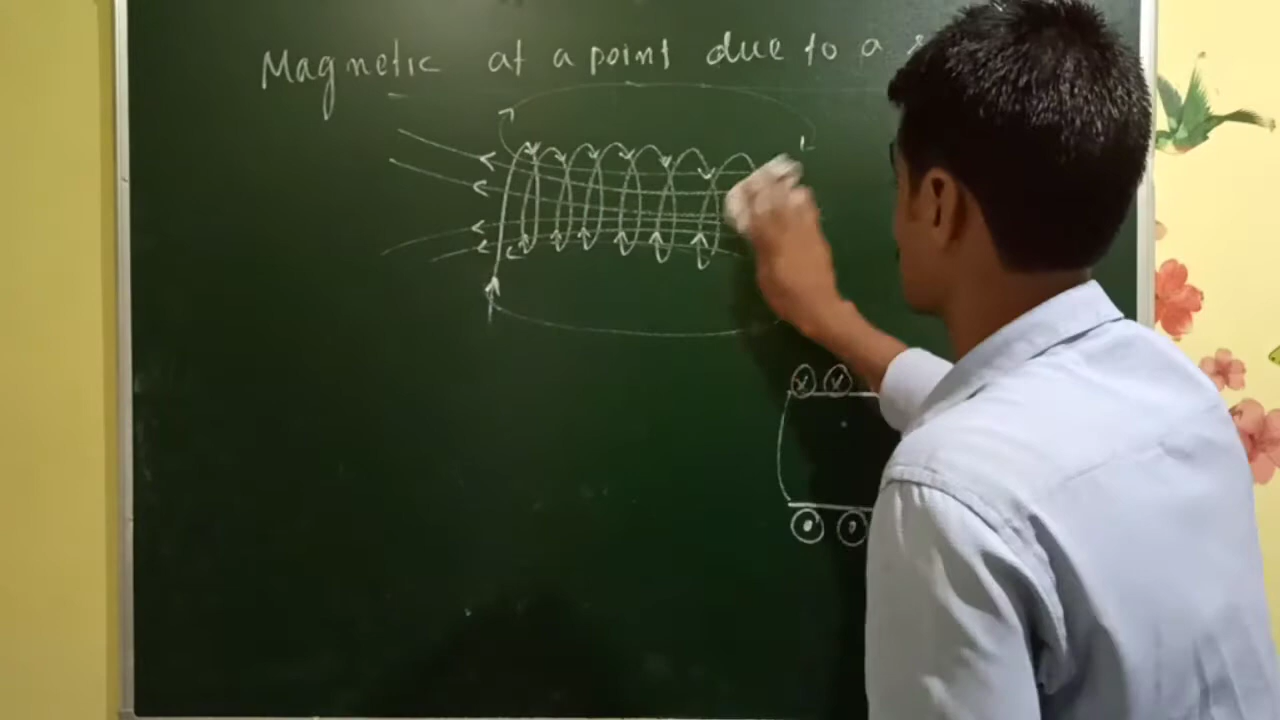 Magnetic at a point due to a
x x